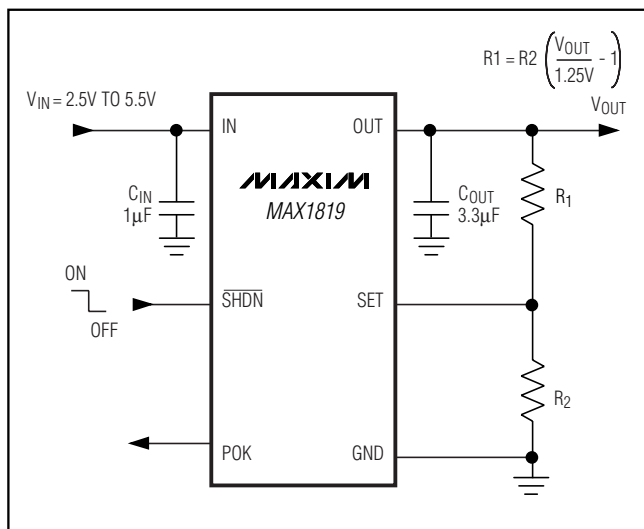 R1 = R2 (VOUT / 1.25V - 1)
VIN = 2.5V TO 5.5V
VOUT
IN
OUT
CIN
1µF
MAXIM
MAX1819
COUT
3.3µF
R1
ON
OFF
SHDN
SET
R2
POK
GND